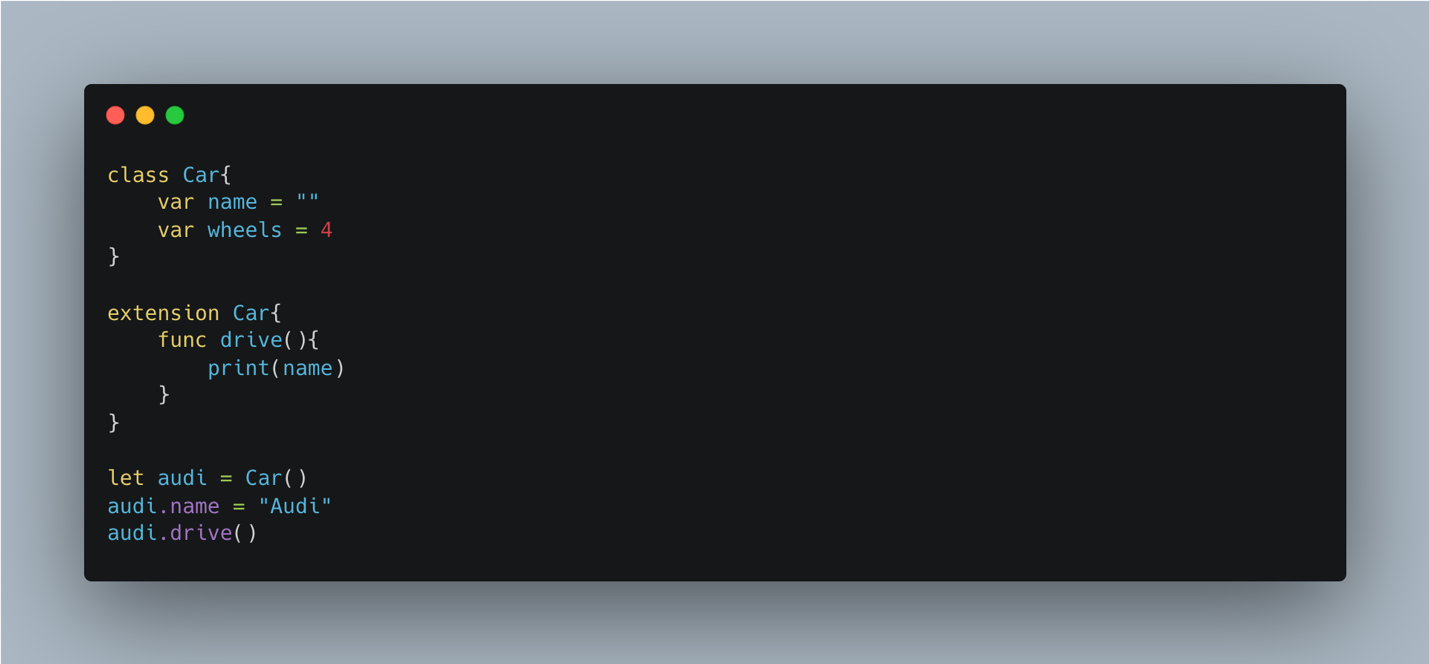 class Car{
    var name = ""
    var wheels = 4
}

extension Car{
    func drive(){
        print(name)
    }
}

let audi = Car()
audi.name = "Audi"
audi.drive()